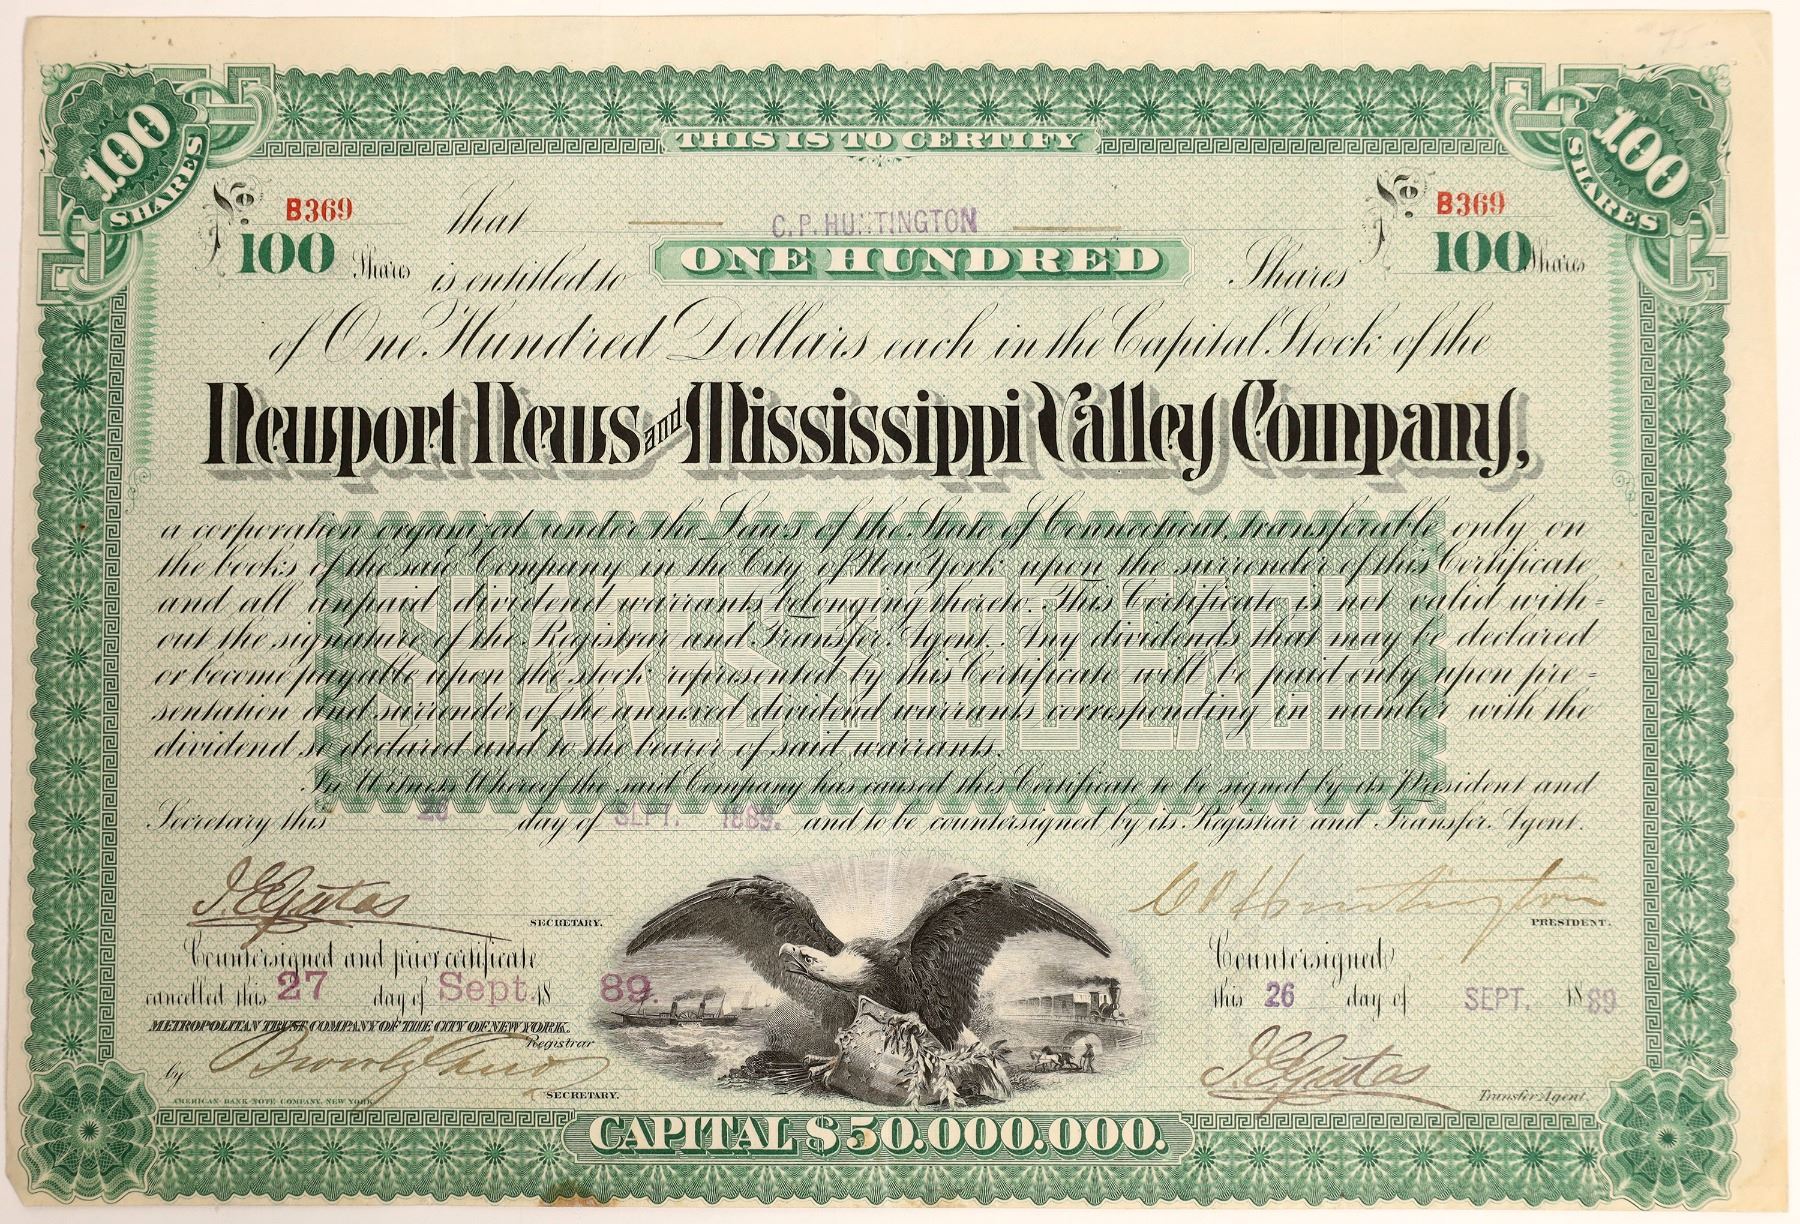 THIS IS TO CERTIFY
100 SHARES
100 SHARES
No B369
that C.P. HUNTINGTON
No B369
100 Shares
is entitled to ONE HUNDRED Shares
100 Shares
of One Hundred Dollars each in the Capital Stock of the
Newport News and Mississippi Valley Company,
a corporation organized under the Laws of the State of Connecticut, transferable only on
the books of the said Company in the City of New York upon the surrender of this Certificate
and all unpaid dividend warrants belonging thereto. This Certificate is not valid with=
out the signature of the Registrar and Transfer Agent. Any dividends that may be declared
or become payable upon the stock represented by this Certificate will be paid only upon pre=
sentation and surrender of the annexed dividend warrants corresponding in number with the
dividend so declared and to the bearer of said warrants.
SHARES $100 EACH
In Witness Whereof the said Company has caused this Certificate to be signed by its President and
Secretary this 26 day of SEPT. 1889. and to be countersigned by its Registrar and Transfer Agent.
SECRETARY.
C P Huntington
PRESIDENT.
Countersigned and prior certificate
cancelled this 27 day of Sept. 18 89.
METROPOLITAN TRUST COMPANY OF THE CITY OF NEW YORK.
Registrar
by
SECRETARY.
Countersigned
this 26 day of SEPT. 1889
Transfer Agent.
AMERICAN BANK NOTE COMPANY, NEW YORK.
CAPITAL $50.000.000.